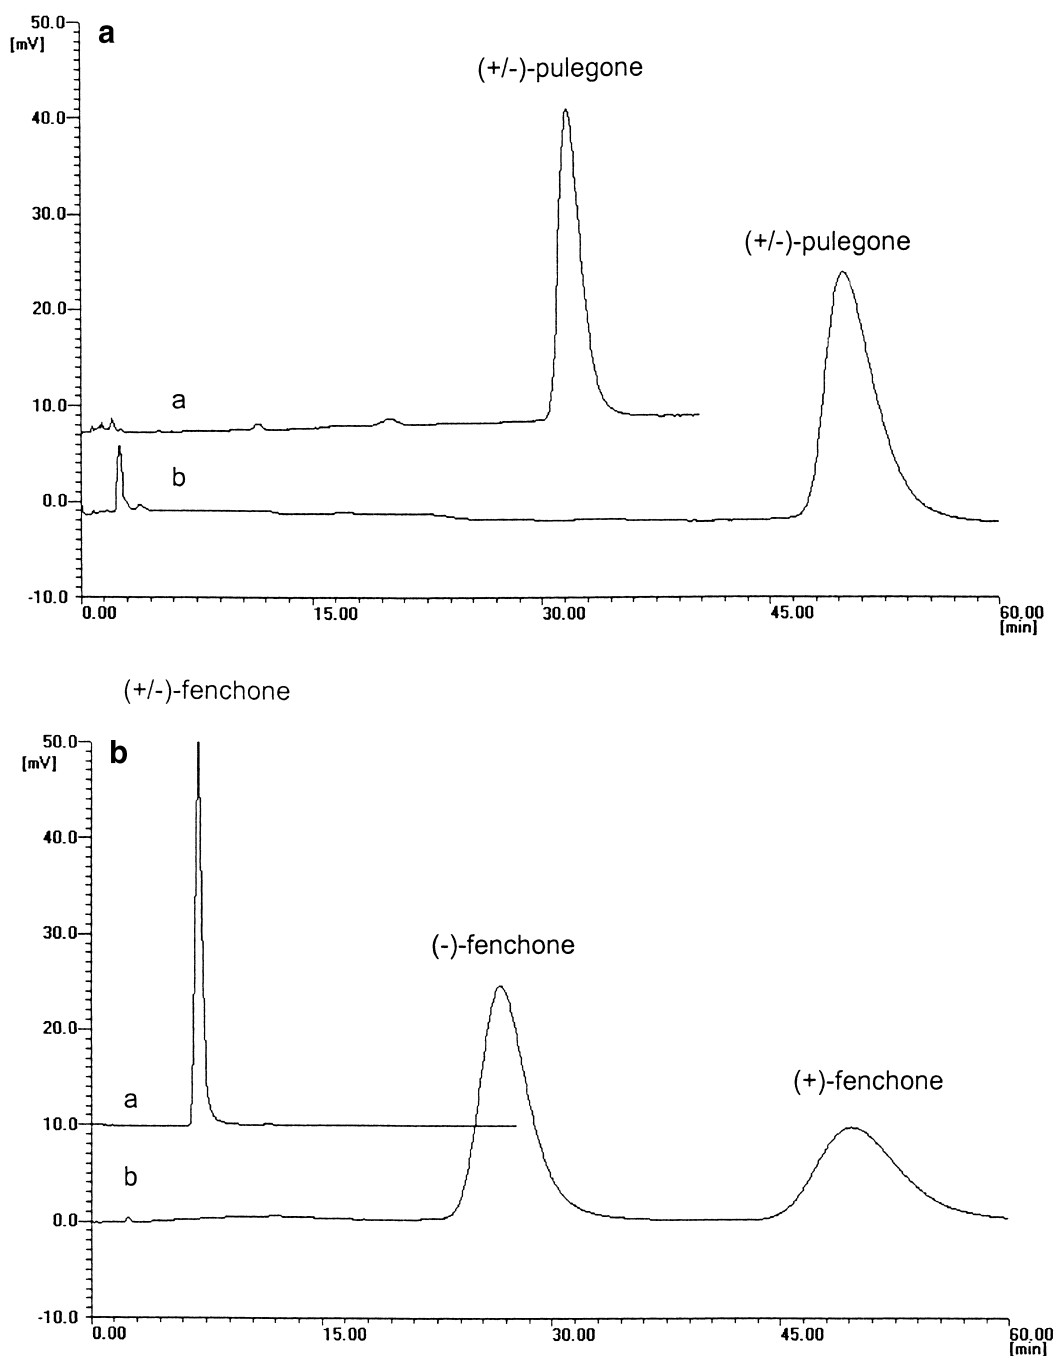 50.0
a
[mV]
(+/-)-pulegone
40.0
30.0
(+/-)-pulegone
20.0
10.0
a
b
0.0
-10.0
0.00 15.00 30.00 45.00 60.00
[min]
(+/-)-fenchone
50.0
b
[mV]
40.0
30.0
(-)-fenchone
20.0
(+)-fenchone
a
10.0
b
0.0
-10.0
0.00 15.00 30.00 45.00 60.00
[min]